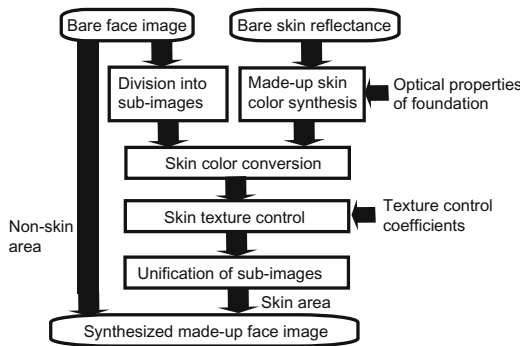 Bare face image
Bare skin reflectance
Division into
sub-images
Made-up skin
color synthesis
Optical properties
of foundation
Skin color conversion
Non-skin
area
Skin texture control
Texture control
coefficients
Unification of sub-images
Skin area
Synthesized made-up face image